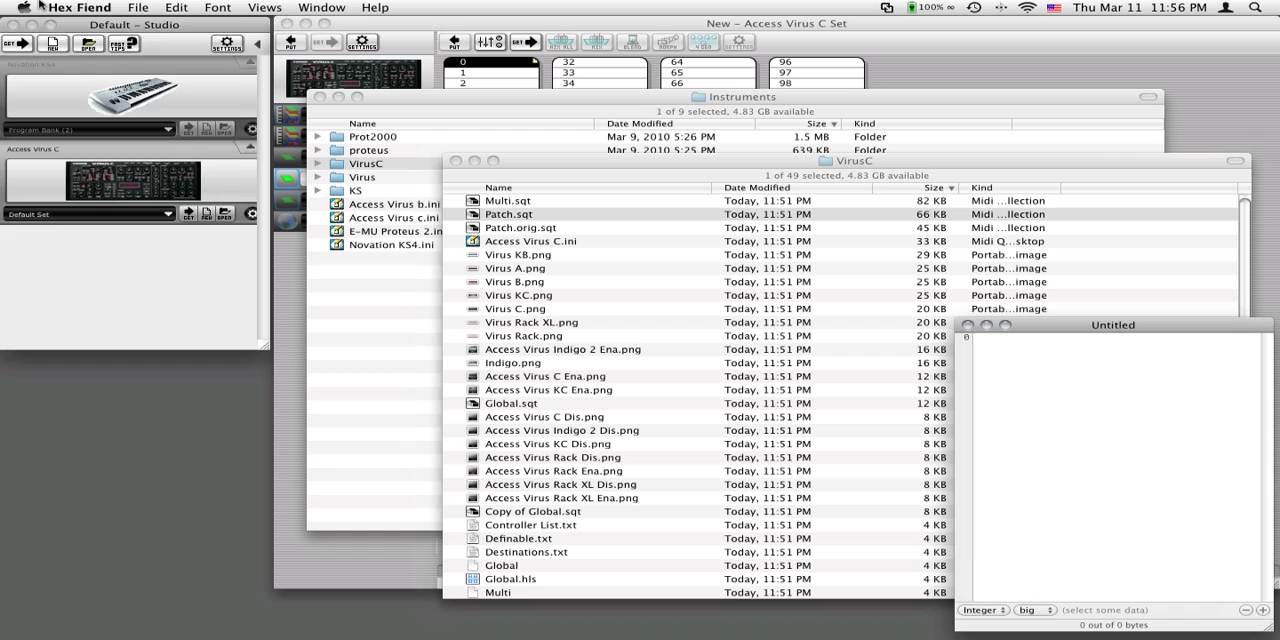 Hex Fiend File Edit Font Views Window Help 100% Thu Mar 11 11:56 PM
Default - Studio
GET NEW OPEN FAST TIPS SETTINGS
Novation KS4
Program Bank (2)
Access Virus C
Default Set
New - Access Virus C Set
PUT GET SETTINGS PUT GET MIX ALL MIX BLEND MORPH SETTINGS
0 32 64 96
1 33 65 97
2 34 66 98
Instruments
1 of 9 selected, 4.83 GB available
Name Date Modified Size Kind
Prot2000 Mar 9, 2010 5:26 PM 1.5 MB Folder
proteus Mar 9, 2010 5:25 PM 639 KB Folder
VirusC
Virus
KS
Access Virus b.ini
Access Virus c.ini
E-MU Proteus 2.in
Novation KS4.ini
VirusC
1 of 49 selected, 4.83 GB available
Name Date Modified Size Kind
Multi.sqt Today, 11:51 PM 82 KB Midi ...llection
Patch.sqt Today, 11:51 PM 66 KB Midi ...llection
Patch.orig.sqt Today, 11:51 PM 45 KB Midi ...llection
Access Virus C.ini Today, 11:51 PM 33 KB Midi Q...sktop
Virus KB.png Today, 11:51 PM 29 KB Portab...image
Virus A.png Today, 11:51 PM 25 KB Portab...image
Virus B.png Today, 11:51 PM 25 KB Portab...image
Virus KC.png Today, 11:51 PM 25 KB Portab...image
Virus C.png Today, 11:51 PM 20 KB Portab...image
Virus Rack XL.png Today, 11:51 PM 20 KB
Virus Rack.png Today, 11:51 PM 20 KB
Access Virus Indigo 2 Ena.png Today, 11:51 PM 16 KB
Indigo.png Today, 11:51 PM 16 KB
Access Virus C Ena.png Today, 11:51 PM 12 KB
Access Virus KC Ena.png Today, 11:51 PM 12 KB
Global.sqt Today, 11:51 PM 12 KB
Access Virus C Dis.png Today, 11:51 PM 8 KB
Access Virus Indigo 2 Dis.png Today, 11:51 PM 8 KB
Access Virus KC Dis.png Today, 11:51 PM 8 KB
Access Virus Rack Dis.png Today, 11:51 PM 8 KB
Access Virus Rack Ena.png Today, 11:51 PM 8 KB
Access Virus Rack XL Dis.png Today, 11:51 PM 8 KB
Access Virus Rack XL Ena.png Today, 11:51 PM 8 KB
Copy of Global.sqt Today, 11:51 PM 8 KB
Controller List.txt Today, 11:51 PM 4 KB
Definable.txt Today, 11:51 PM 4 KB
Destinations.txt Today, 11:51 PM 4 KB
Global Today, 11:51 PM 4 KB
Global.hls Today, 11:51 PM 4 KB
Multi Today, 11:51 PM 4 KB
Untitled
0
Integer big (select some data)
0 out of 0 bytes